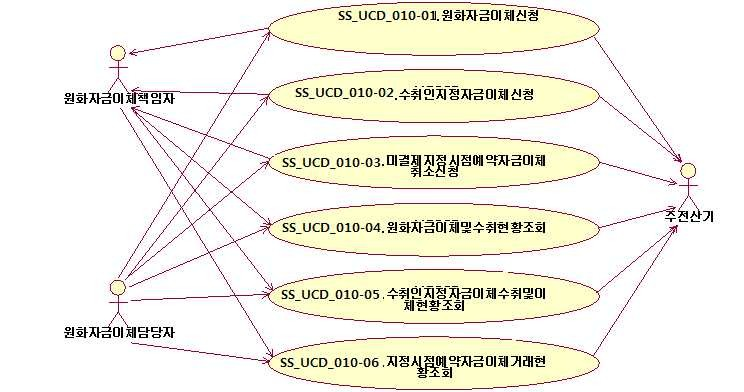 SS_UCD_010-01. 원화자금이체신청
원화자금이체책임자
SS_UCD_010-02. 수취인지정자금이체신청
SS_UCD_010-03. 미결제지정시점예약자금이체
취소신청
주전산기
SS_UCD_010-04. 원화자금이체및수취현황조회
SS_UCD_010-05. 수취인지정자금이체수취및이
체현황조회
원화자금이체담당자
SS_UCD_010-06. 지정시점예약자금이체거래현
황조회